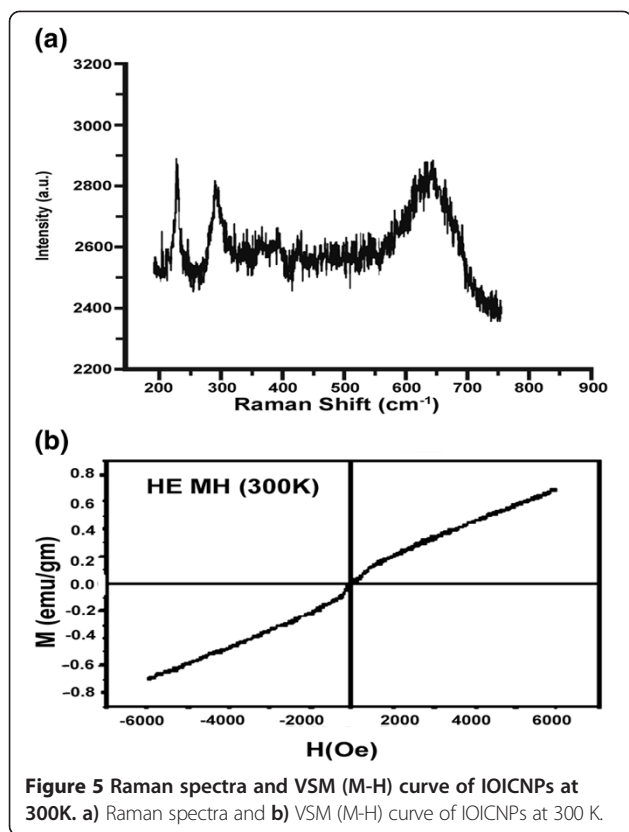 (a)
3200
3000
2800
2600
2400
2200
Intensity (a.u.)
200 300 400 500 600 700 800 900
Raman Shift (cm⁻¹)
(b)
HE MH (300K)
0.8
0.6
0.4
0.2
0.0
-0.2
-0.4
-0.6
-0.8
M (emu/gm)
-6000 -4000 -2000 2000 4000 6000
H(Oe)
Figure 5 Raman spectra and VSM (M-H) curve of IOICNPs at
300K. a) Raman spectra and b) VSM (M-H) curve of IOICNPs at 300 K.